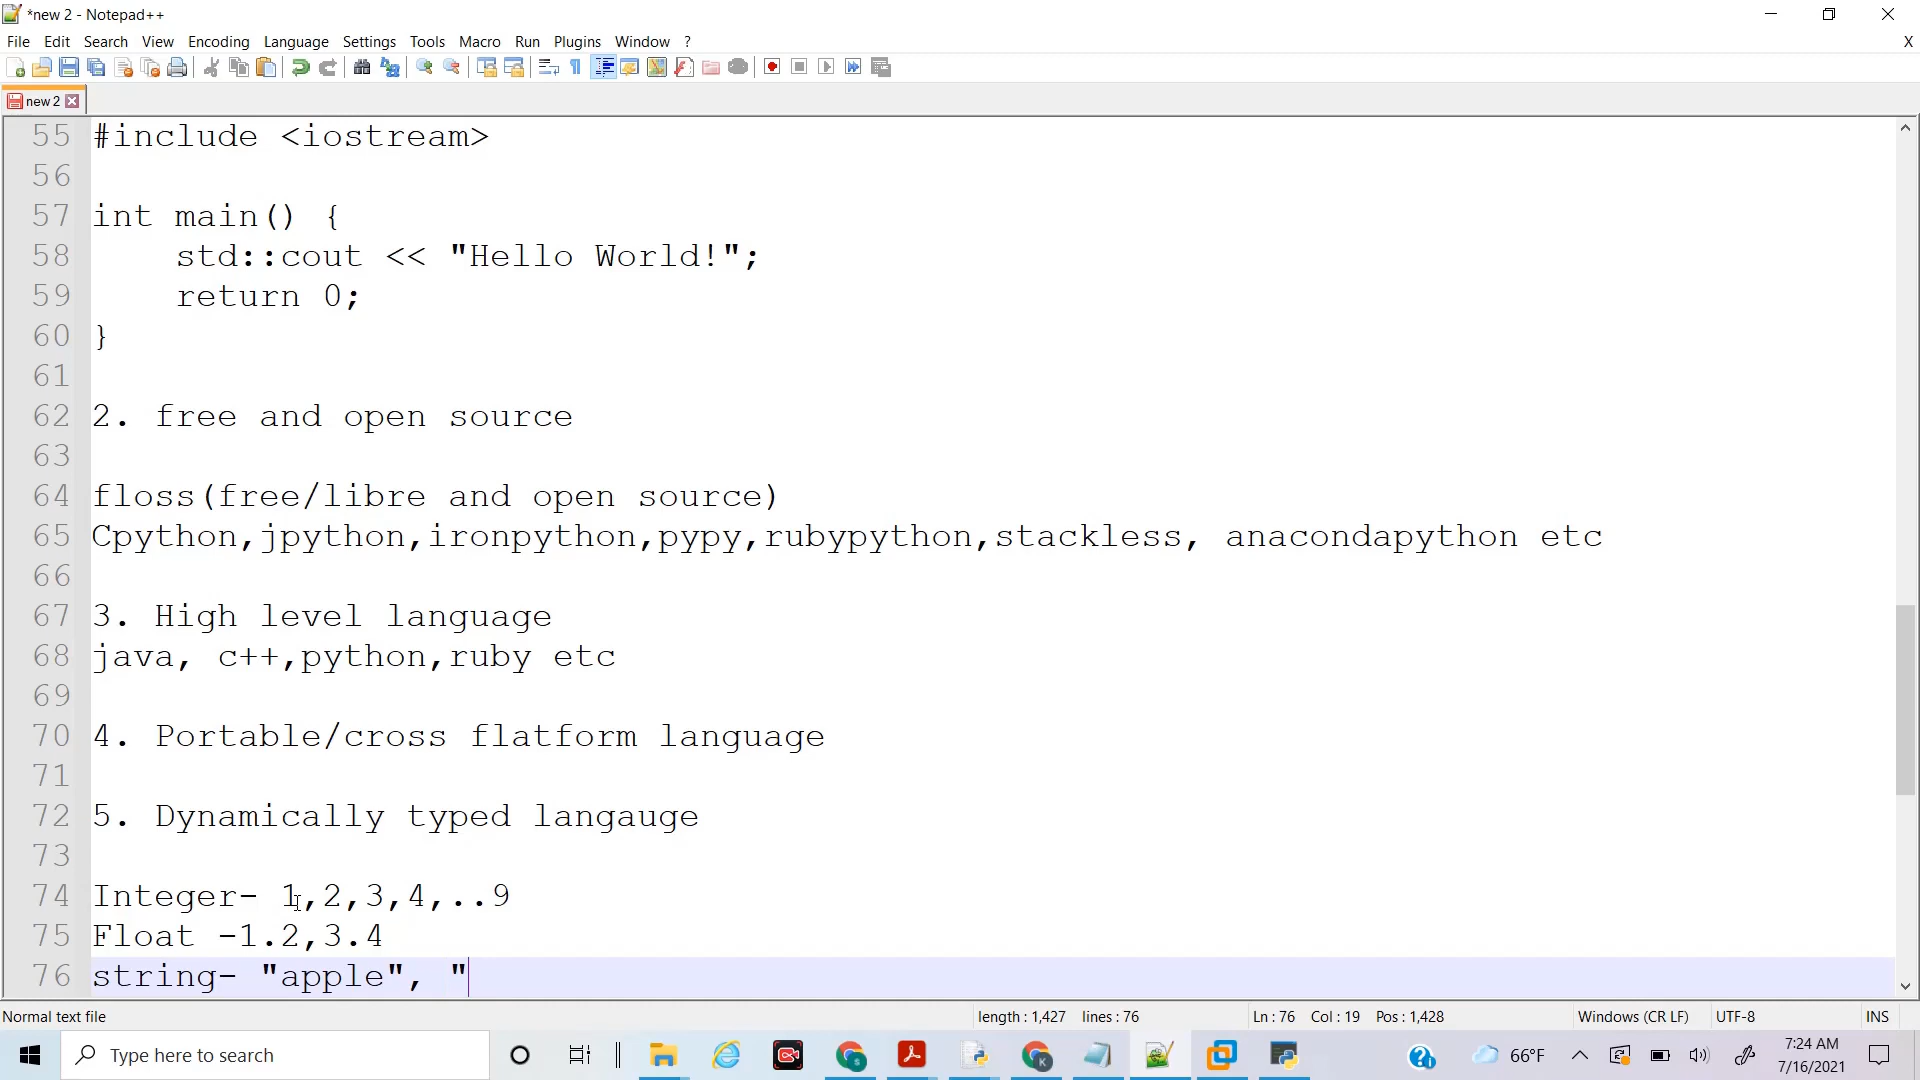 *new 2 - Notepad++
File Edit Search View Encoding Language Settings Tools Macro Run Plugins Window ? X
new 2
55 #include <iostream>
56
57 int main() {
58 std::cout << "Hello World!";
59 return 0;
60 }
61
62 2. free and open source
63
64 floss(free/libre and open source)
65 Cpython,jpython,ironpython,pypy,rubypython,stackless, anacondapython etc
66
67 3. High level language
68 java, c++,python,ruby etc
69
70 4. Portable/cross flatform language
71
72 5. Dynamically typed langauge
73
74 Integer- 1,2,3,4,..9
75 Float -1.2,3.4
76 string- "apple", "
Normal text file length : 1,427 lines : 76 Ln : 76 Col : 19 Pos : 1,428 Windows (CR LF) UTF-8 INS
Type here to search 66°F 7:24 AM
7/16/2021